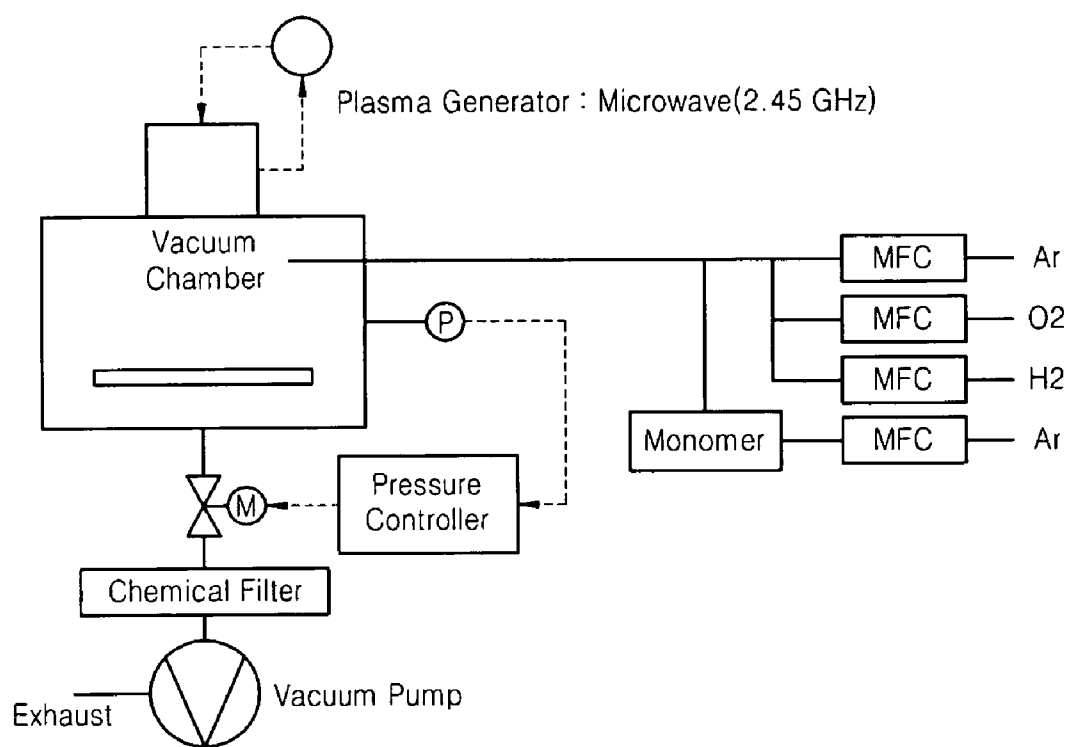 Plasma Generator : Microwave(2.45 GHz)
Vacuum
Chamber
MFC
Ar
P
MFC
O2
MFC
H2
Monomer
MFC
Ar
M
Pressure
Controller
Chemical Filter
Vacuum Pump
Exhaust